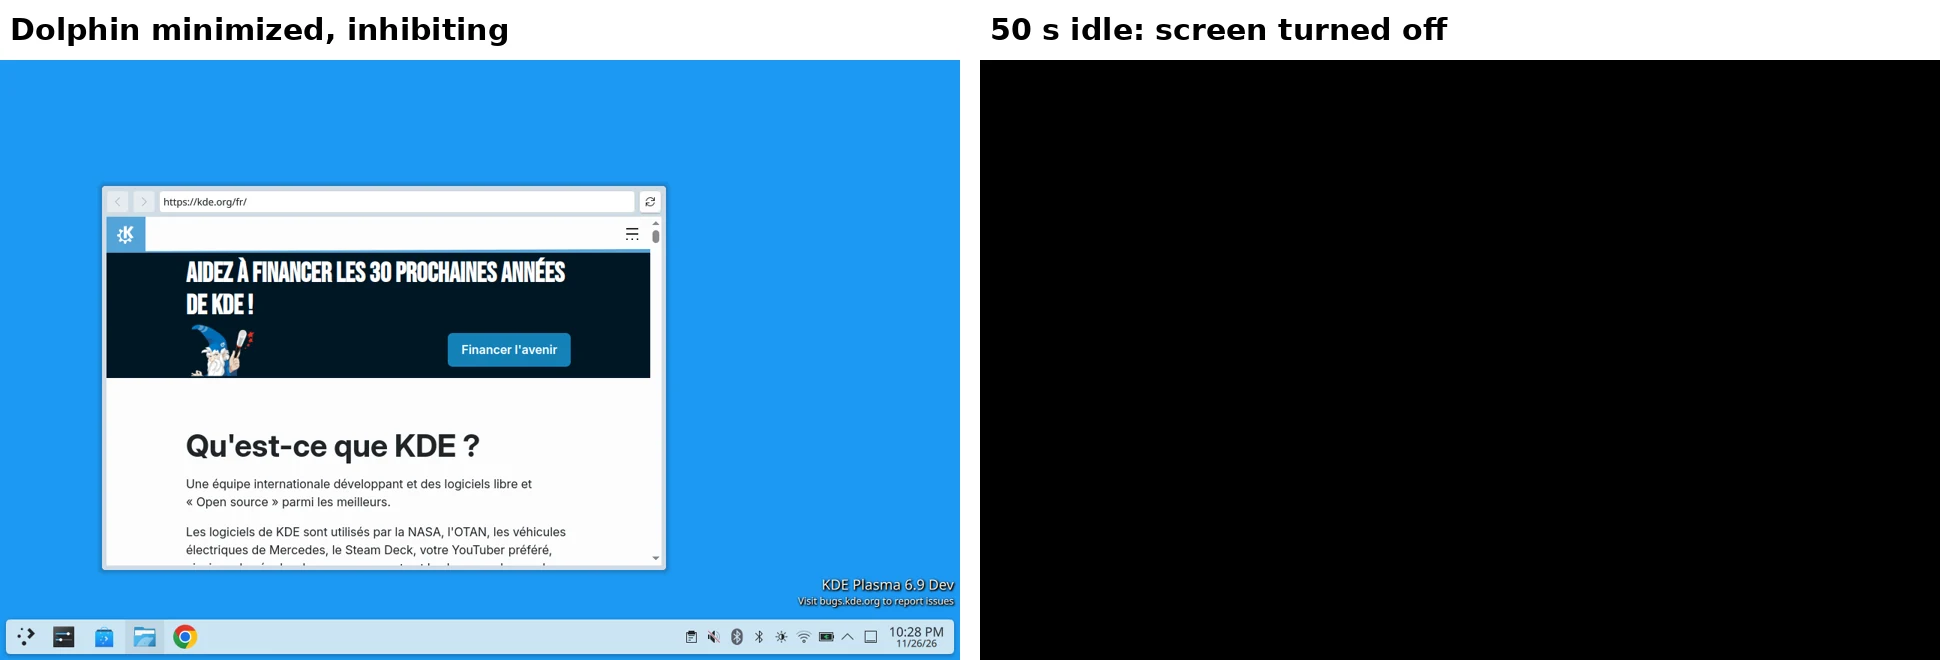 Dolphin minimized, inhibiting
50 s idle: screen turned off
https://kde.org/fr/
AIDEZ À FINANCER LES 30 PROCHAINES ANNÉES
DE KDE !
Financer l'avenir
Qu'est-ce que KDE ?
Une équipe internationale développant et des logiciels libre et
« Open source » parmi les meilleurs.
Les logiciels de KDE sont utilisés par la NASA, l'OTAN, les véhicules
électriques de Mercedes, le Steam Deck, votre YouTuber préféré,
KDE Plasma 6.9 Dev
Visit bugs.kde.org to report issues
10:28 PM
11/26/26